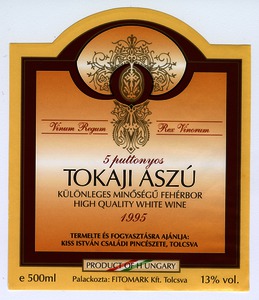 Vinum Regum Rex Vinorum
5 puttonyos
TOKAJI ASZÚ
KÜLÖNLEGES MINŐSÉGŰ FEHÉRBOR
HIGH QUALITY WHITE WINE
1995
TERMELTE ÉS FOGYASZTÁSRA AJÁNLJA:
KISS ISTVÁN CSALÁDI PINCÉSZETE, TOLCSVA
PRODUCT OF HUNGARY
e 500ml Palackozta: FITOMARK Kft. Tolcsva 13% vol.